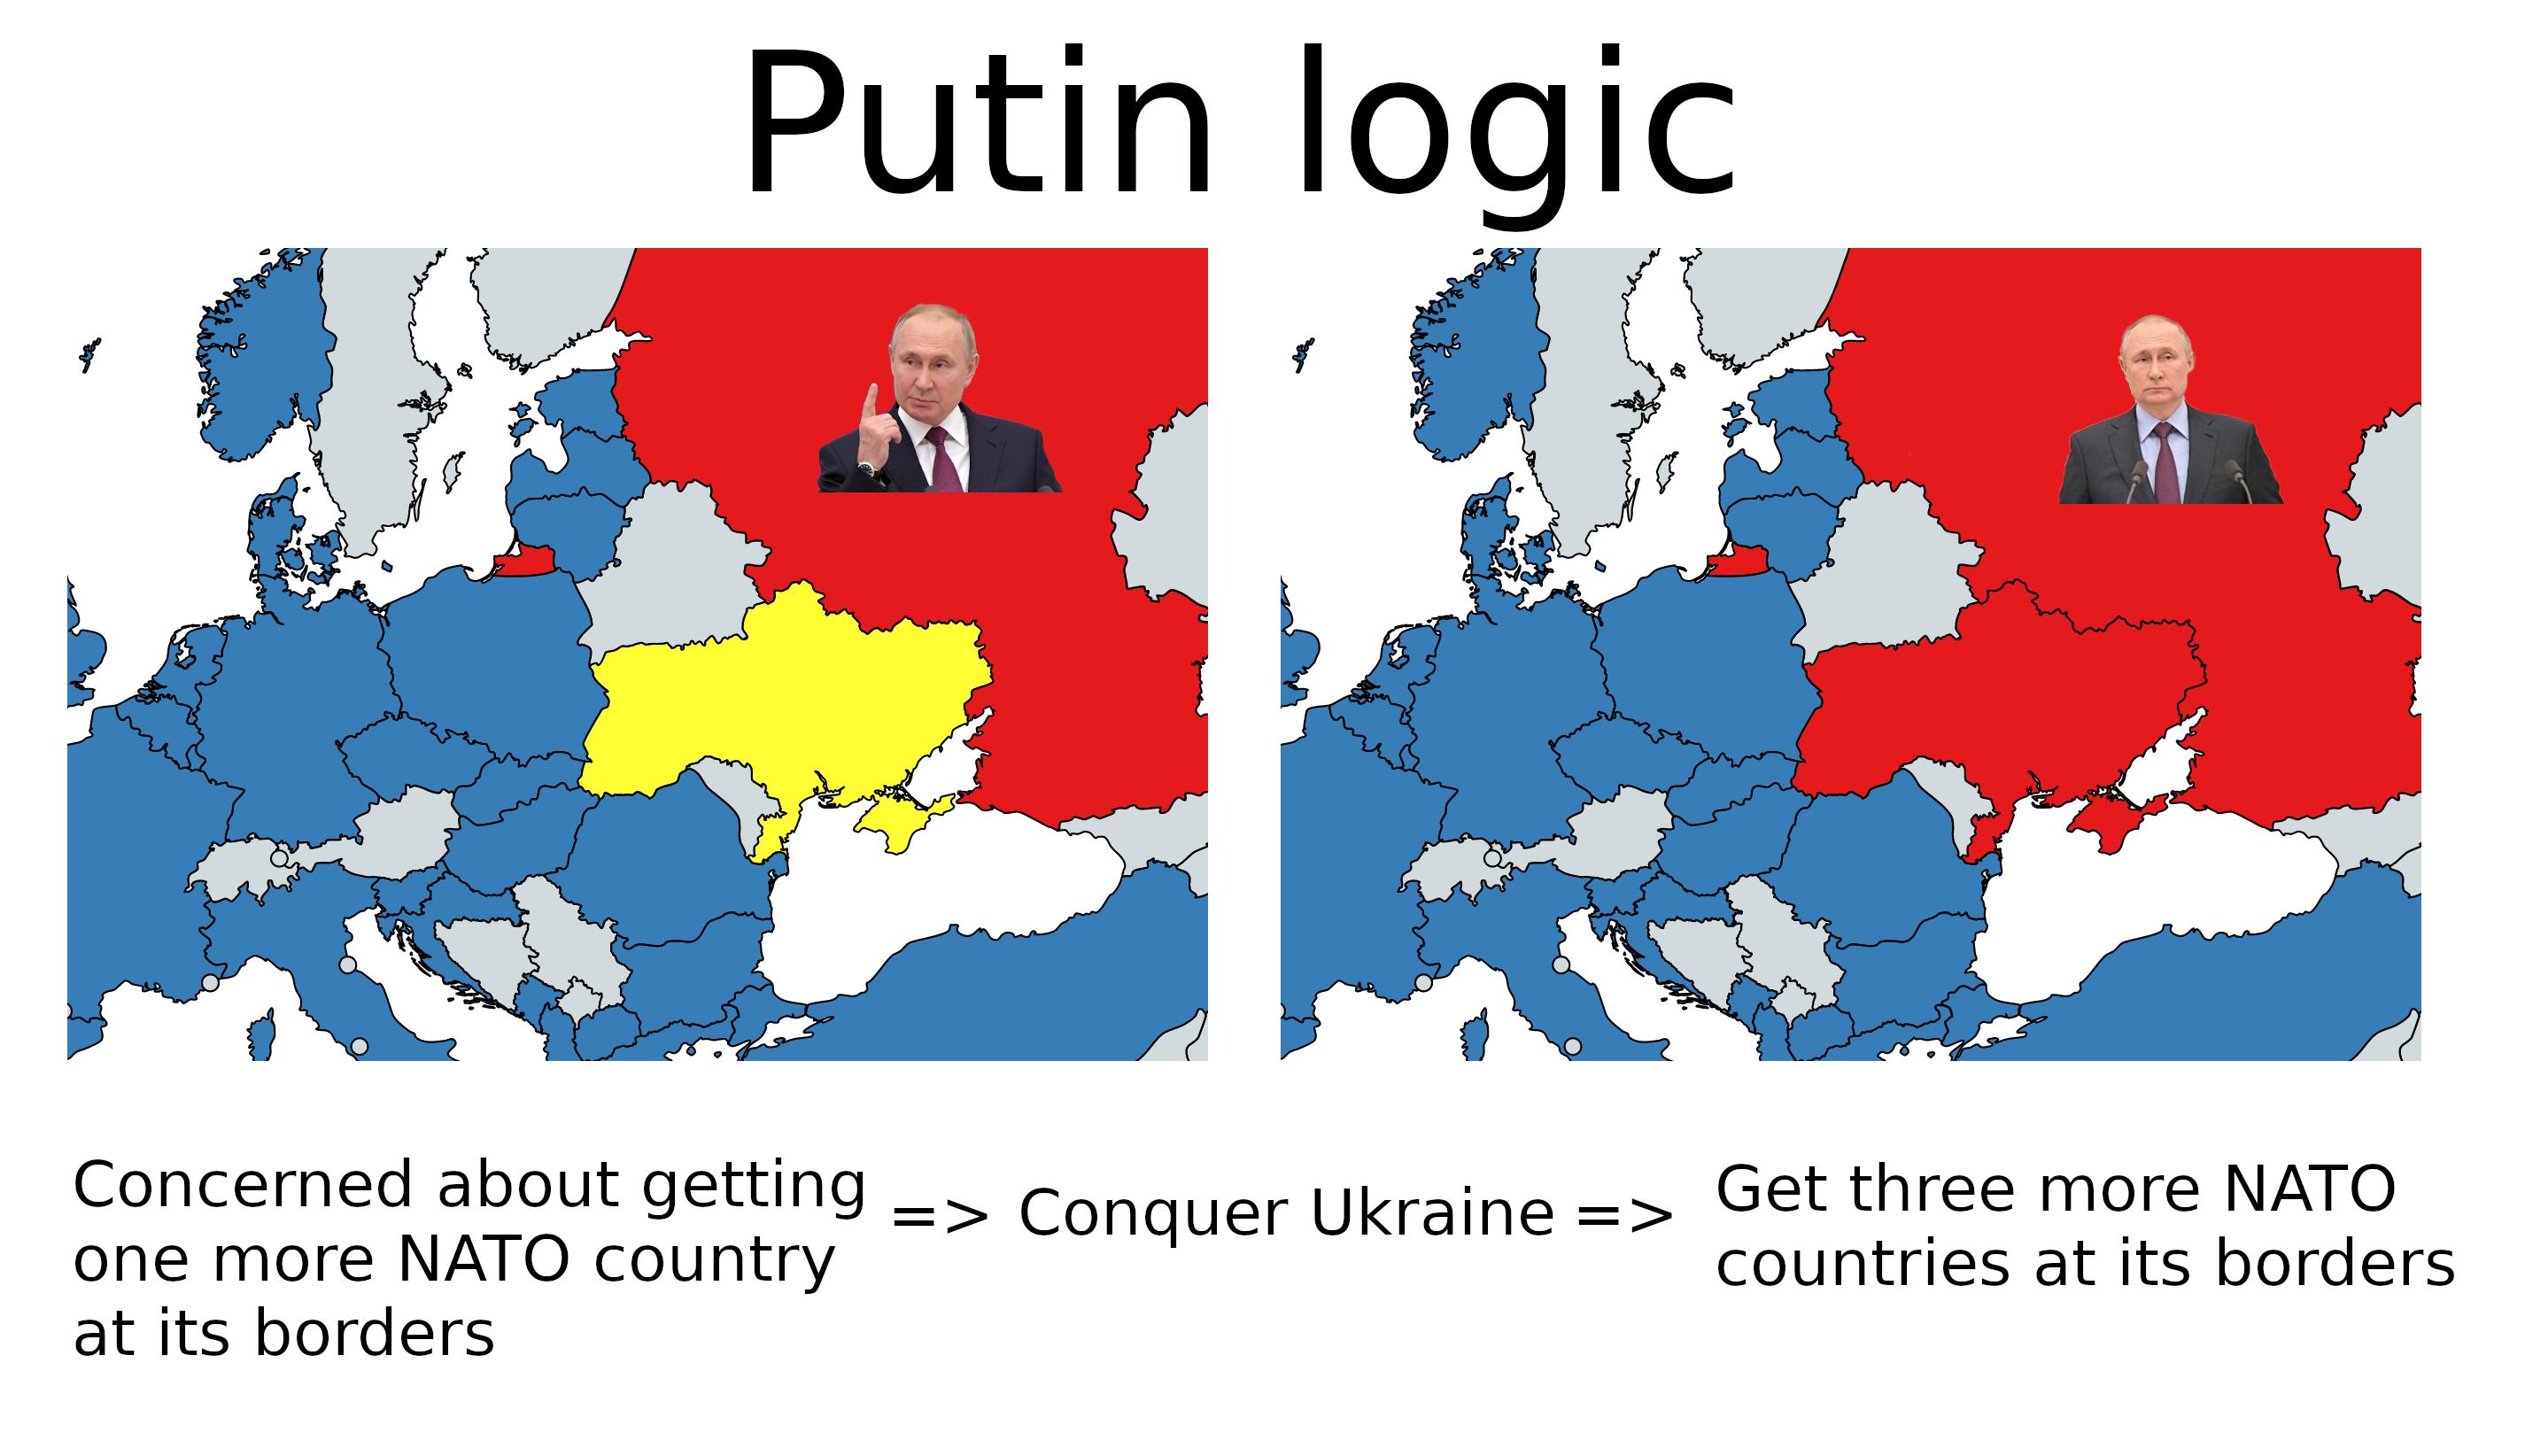 Putin logic
Concerned about getting
one more NATO country
at its borders
=> Conquer Ukraine =>
Get three more NATO
countries at its borders